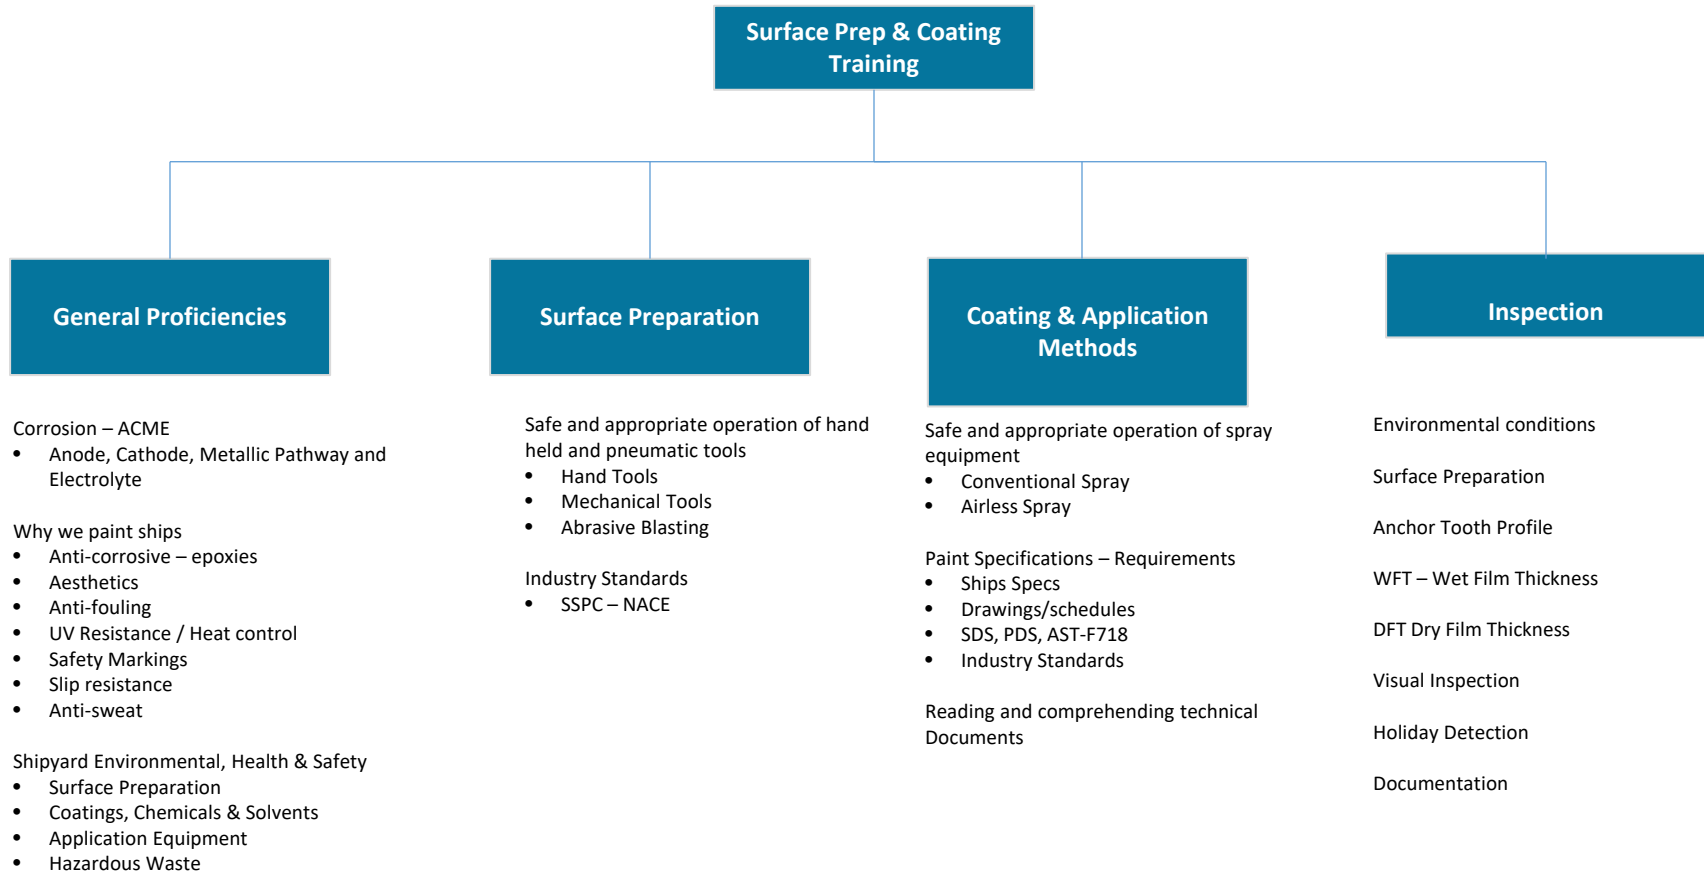 Surface Prep & Coating
Training
General Proficiencies
Corrosion – ACME
• Anode, Cathode, Metallic Pathway and
Electrolyte
Why we paint ships
• Anti-corrosive – epoxies
• Aesthetics
• Anti-fouling
• UV Resistance / Heat control
• Safety Markings
• Slip resistance
• Anti-sweat
Shipyard Environmental, Health & Safety
• Surface Preparation
• Coatings, Chemicals & Solvents
• Application Equipment
• Hazardous Waste
Surface Preparation
Safe and appropriate operation of hand
held and pneumatic tools
• Hand Tools
• Mechanical Tools
• Abrasive Blasting
Industry Standards
• SSPC – NACE
Coating & Application
Methods
Safe and appropriate operation of spray
equipment
• Conventional Spray
• Airless Spray
Paint Specifications – Requirements
• Ships Specs
• Drawings/schedules
• SDS, PDS, AST-F718
• Industry Standards
Reading and comprehending technical
Documents
Inspection
Environmental conditions
Surface Preparation
Anchor Tooth Profile
WFT – Wet Film Thickness
DFT Dry Film Thickness
Visual Inspection
Holiday Detection
Documentation